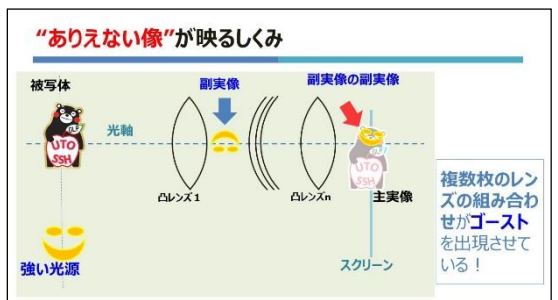 “ありえない像”が映るしくみ
被写体
光軸
副実像
副実像の副実像
UTO
SSH
凸レンズ1
凸レンズn
UTO
SSH
主実像
強い光源
スクリーン
複数枚のレン
ズの組み合わ
せがゴースト
を出現させて
いる！